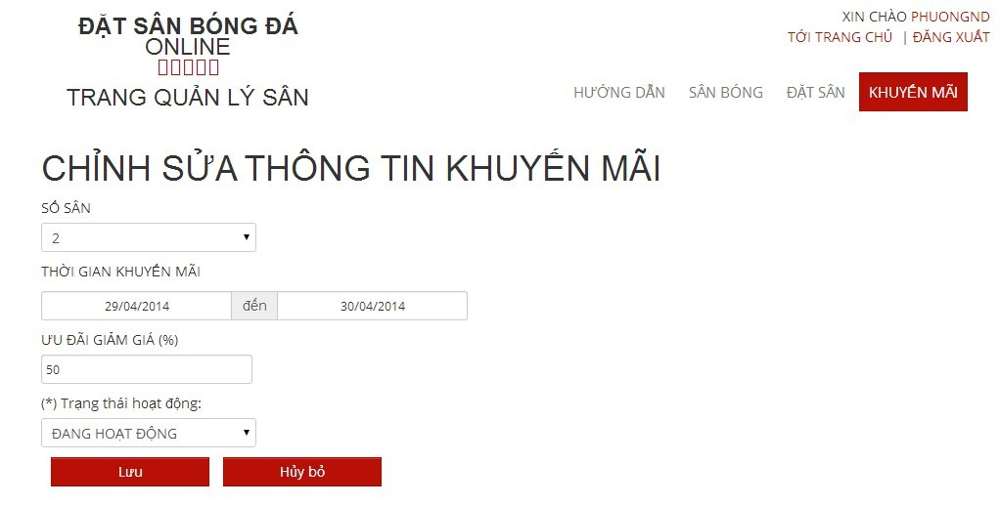 ĐẶT SÂN BÓNG ĐÁ
ONLINE
TRANG QUẢN LÝ SÂN
XIN CHÀO PHUONGND
TỚI TRANG CHỦ | ĐĂNG XUẤT
HƯỚNG DẪN SÂN BÓNG ĐẶT SÂN KHUYẾN MÃI
CHỈNH SỬA THÔNG TIN KHUYẾN MÃI
SỐ SÂN
2
THỜI GIAN KHUYẾN MÃI
29/04/2014 đến 30/04/2014
ƯU ĐÃI GIẢM GIÁ (%)
50
(*) Trạng thái hoạt động:
ĐANG HOẠT ĐỘNG
Lưu Hủy bỏ